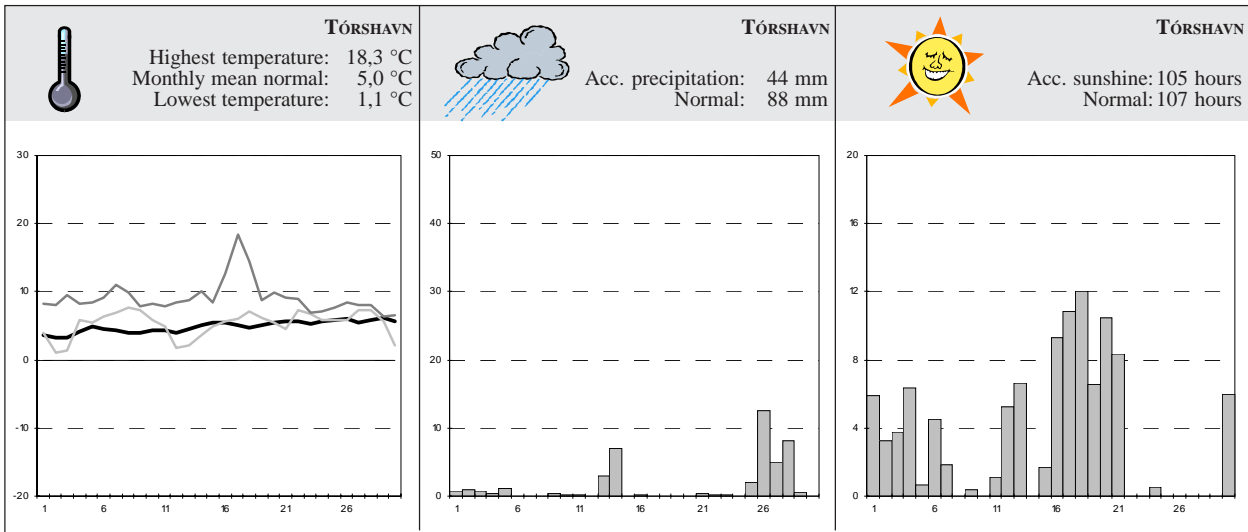 TÓRSHAVN
Highest temperature: 18,3 °C
Monthly mean normal: 5,0 °C
Lowest temperature: 1,1 °C
30
20
10
0
-10
-20
1 6 11 16 21 26
TÓRSHAVN
Acc. precipitation: 44 mm
Normal: 88 mm
50
40
30
20
10
0
1 6 11 16 21 26
TÓRSHAVN
Acc. sunshine: 105 hours
Normal: 107 hours
20
16
12
8
4
0
1 6 11 16 21 26